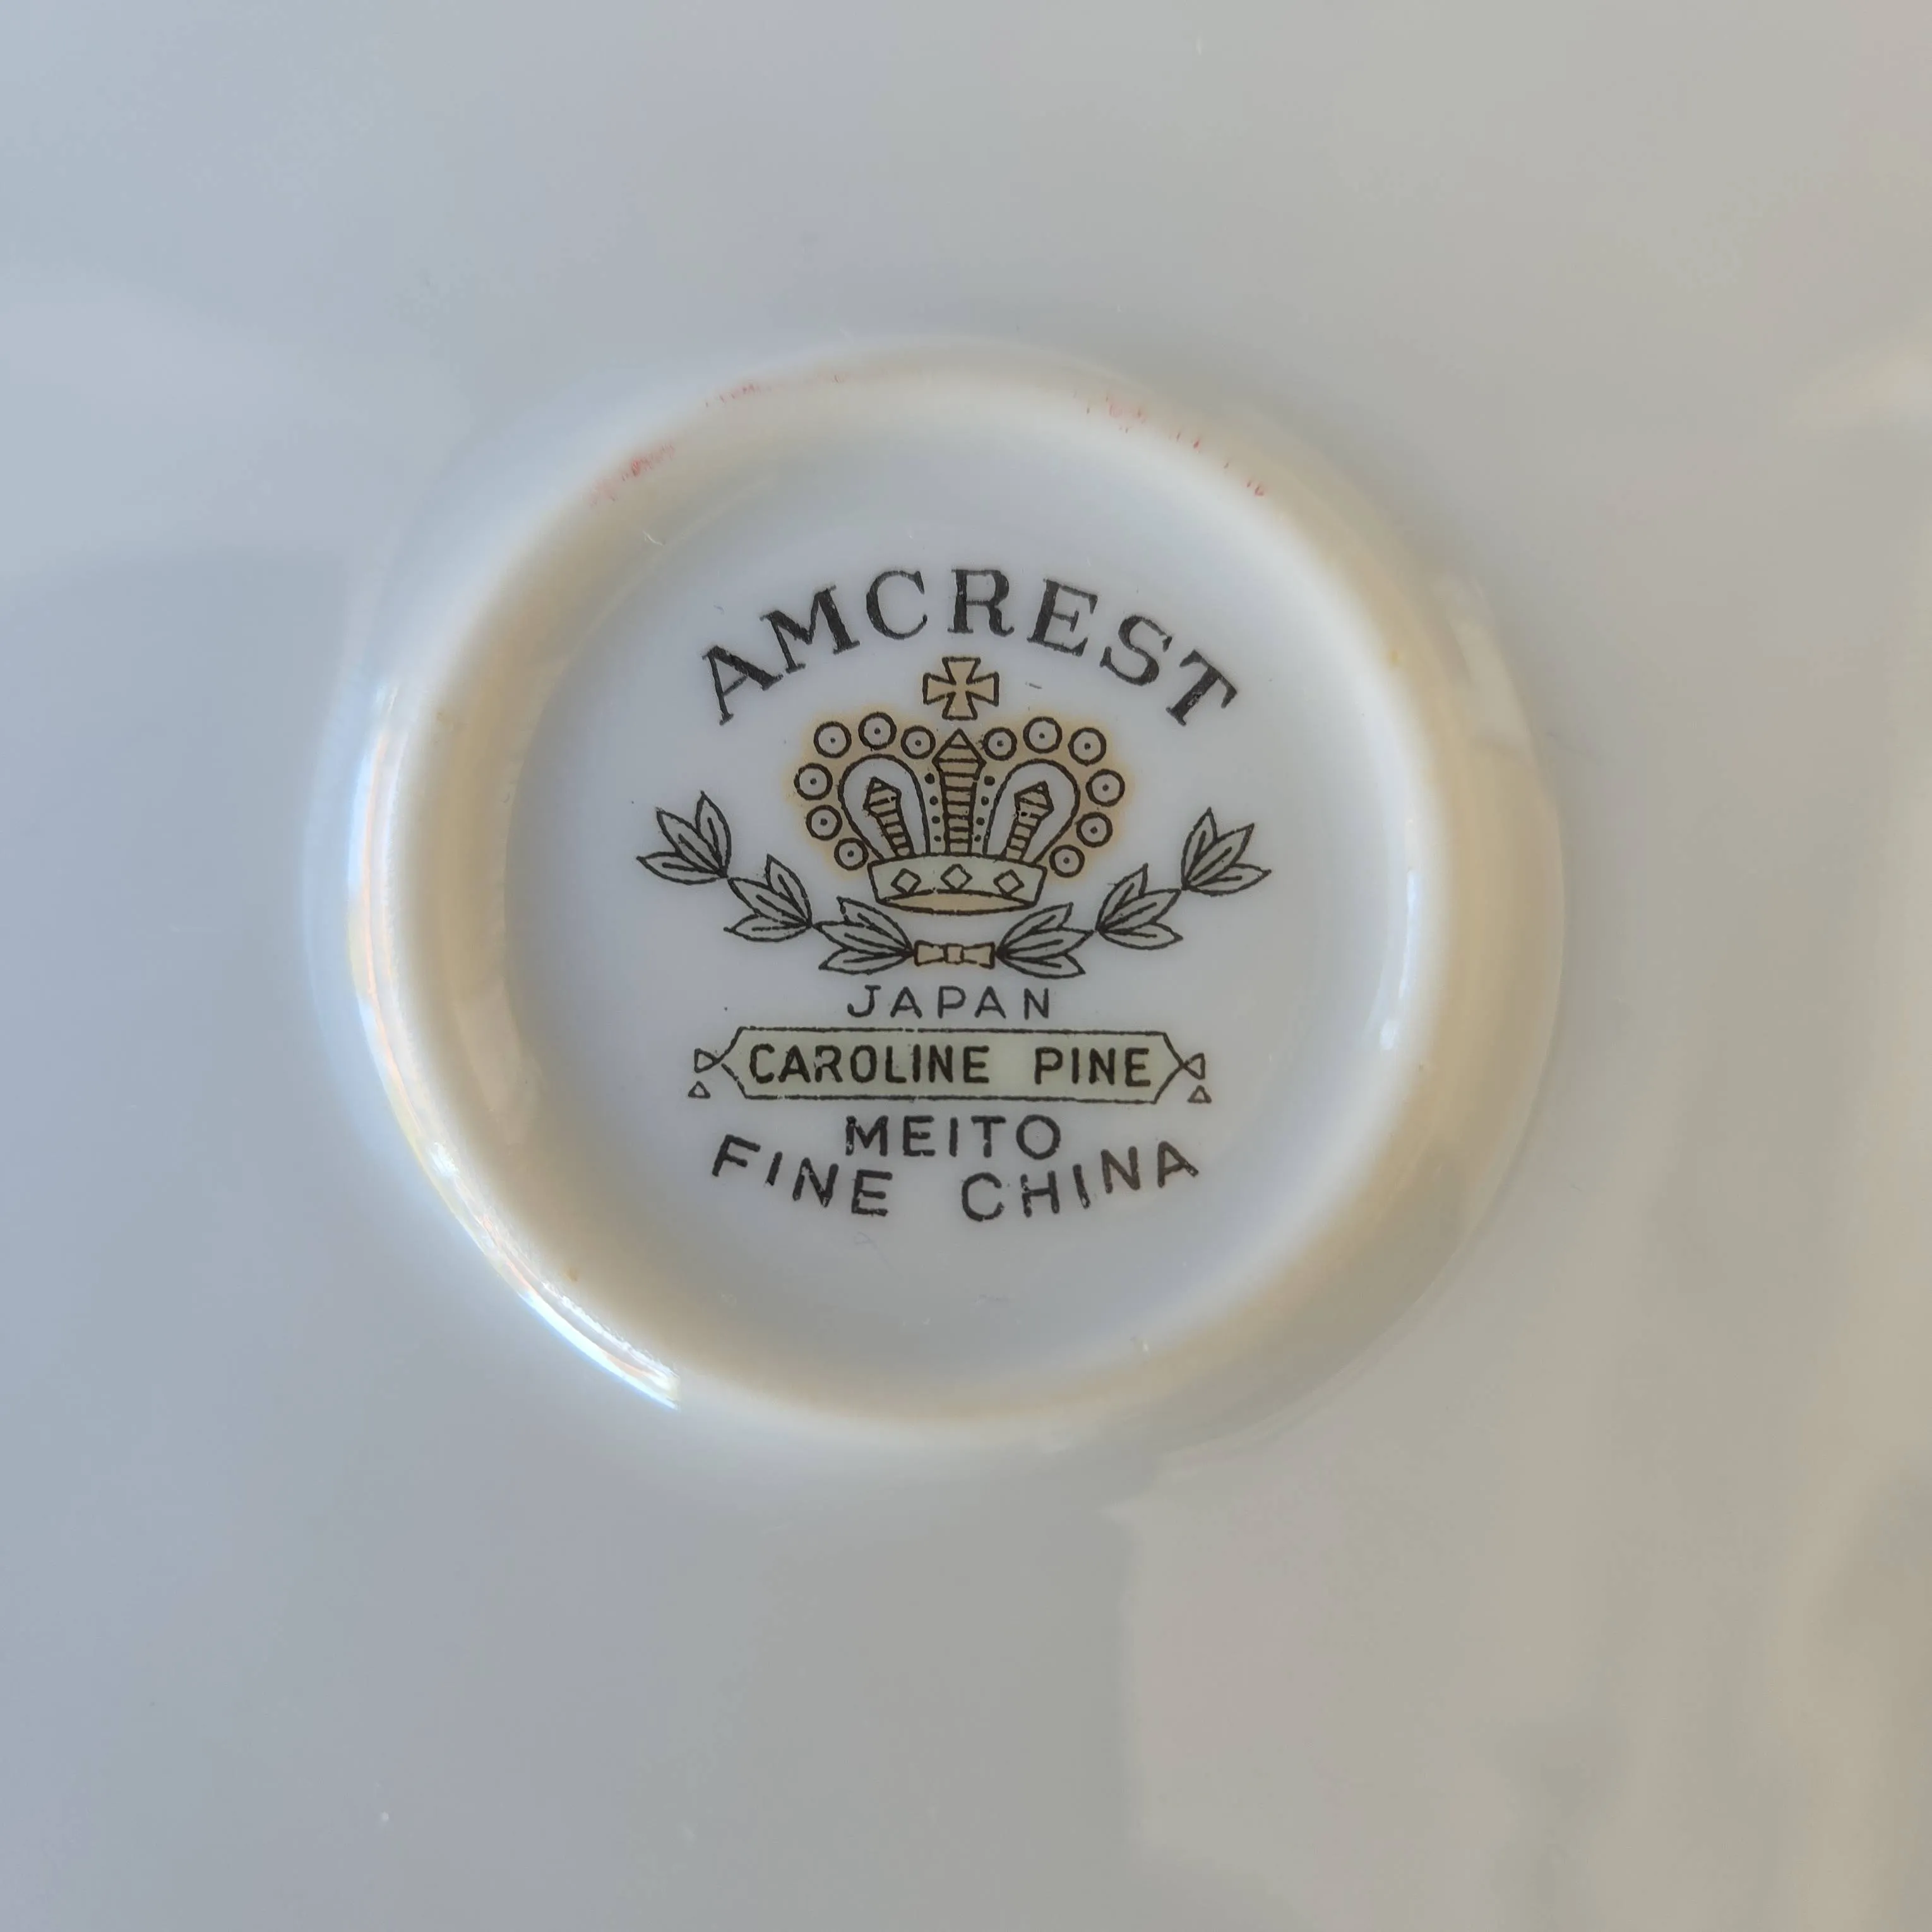 AMCREST
JAPAN
CAROLINE PINE
MEITO
FINE CHINA